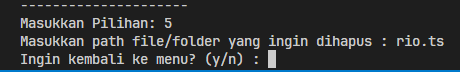 ---------------------
Masukkan Pilihan: 5
Masukkan path file/folder yang ingin dihapus : rio.ts
Ingin kembali ke menu? (y/n) :